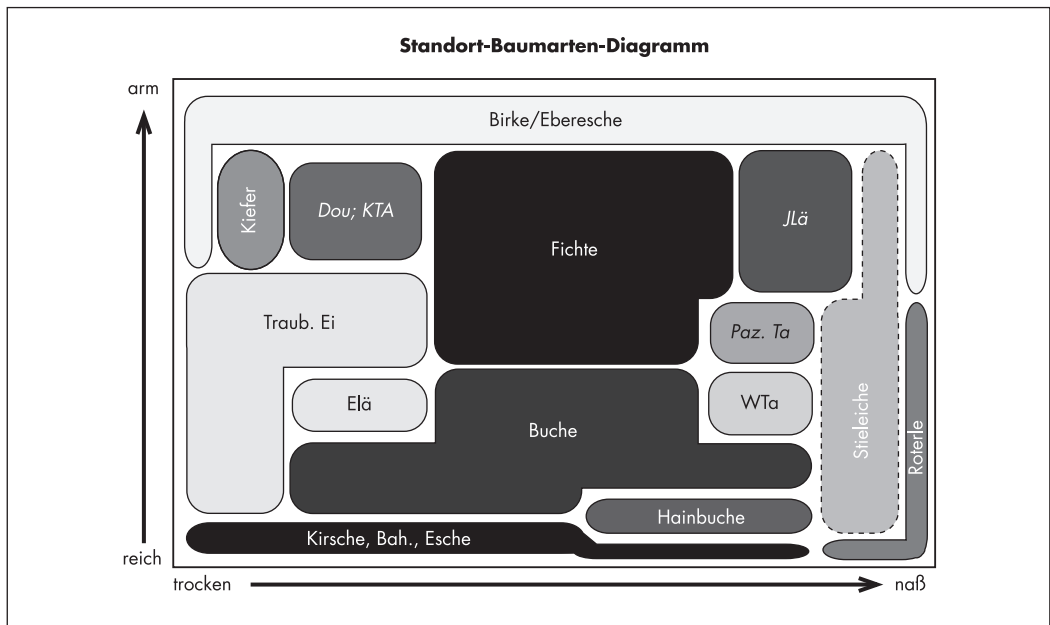 Standort-Baumarten-Diagramm
arm
Birke/Eberesche
Kiefer
Dou; KTA
Fichte
JLä
Traub. Ei
Paz. Ta
Elä
Buche
WTa
Stieleiche
Roterle
Hainbuche
Kirsche, Bah., Esche
reich
trocken
naß